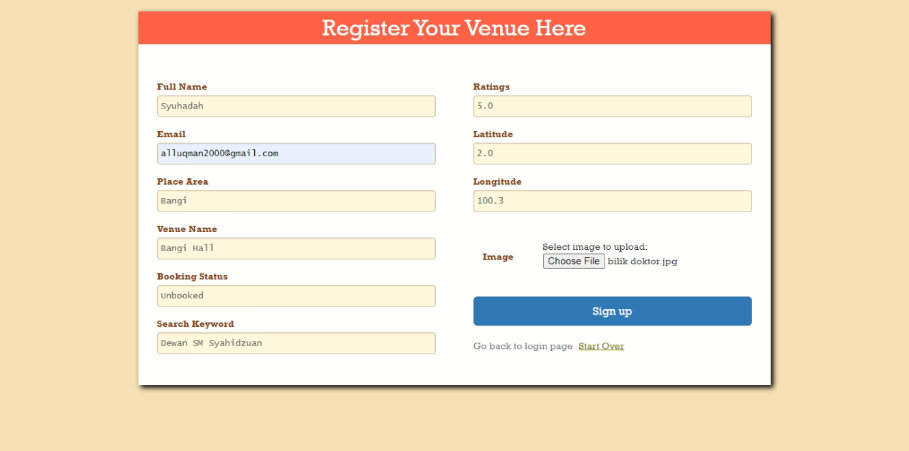 Register Your Venue Here
Full Name
Syuhadah
Email
alluqman2000@gmail.com
Place Area
Bangi
Venue Name
Bangi Hall
Booking Status
Unbooked
Search Keyword
Dewan SM Syahidzuan
Ratings
5.0
Latitude
2.0
Longitude
100.3
Image
Select image to upload:
Choose File bilik doktor.jpg
Sign up
Go back to login page Start Over